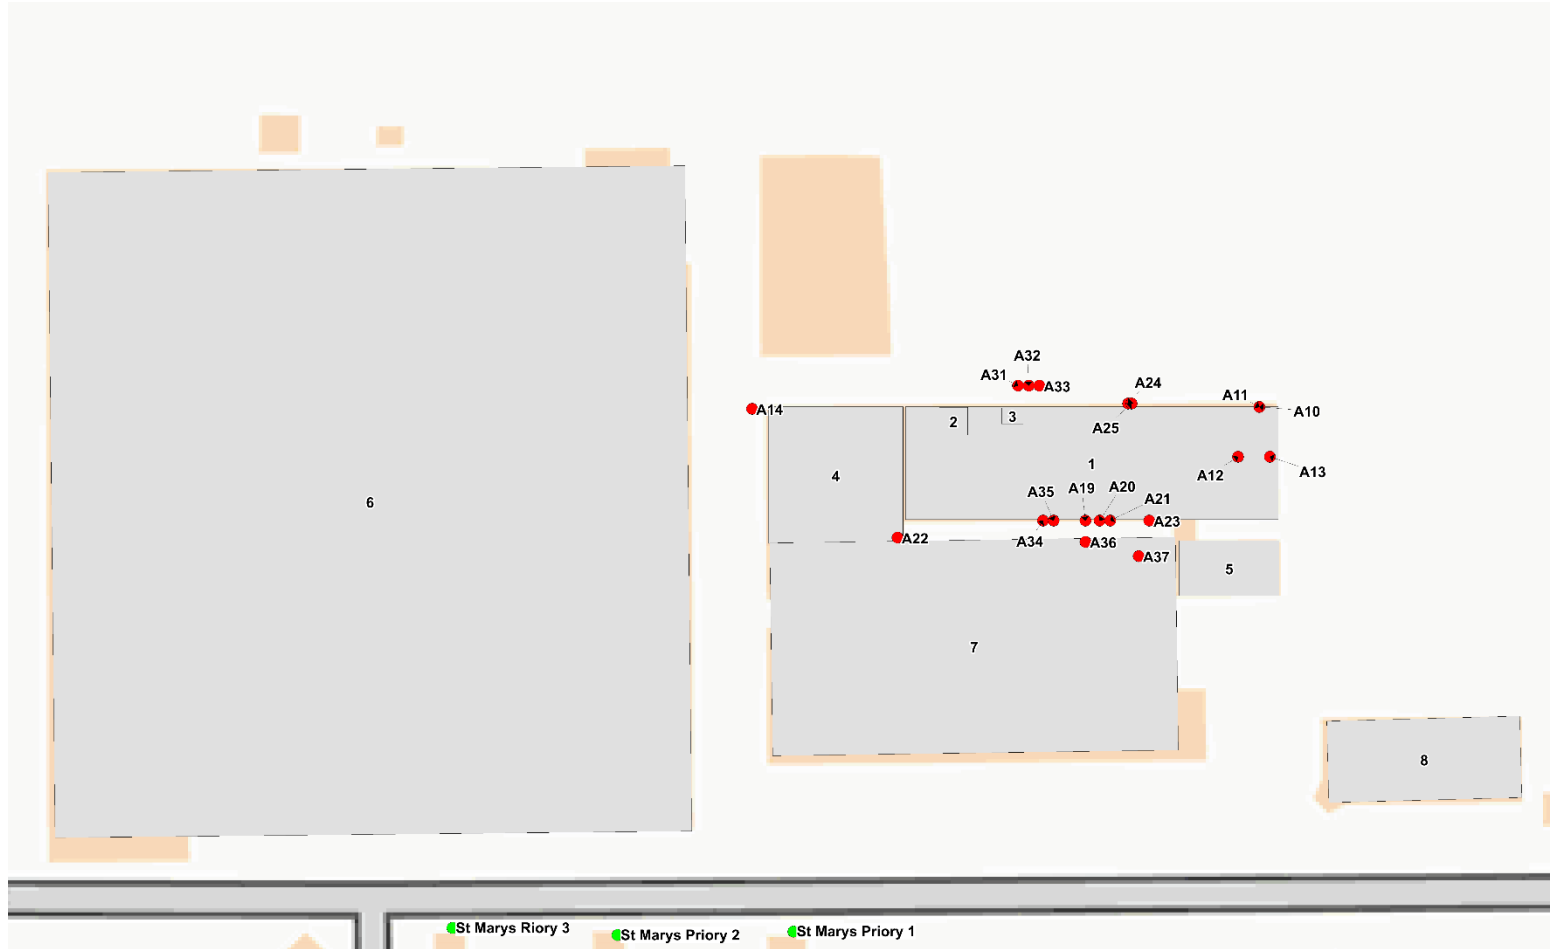 A32
A31
A33
A24
A11
A10
A14
A25
2
3
1
A12
A13
4
A35
A19
A20
A21
6
A34
A23
A22
A36
A37
5
7
8
St Marys Riory 3
St Marys Priory 2
St Marys Priory 1